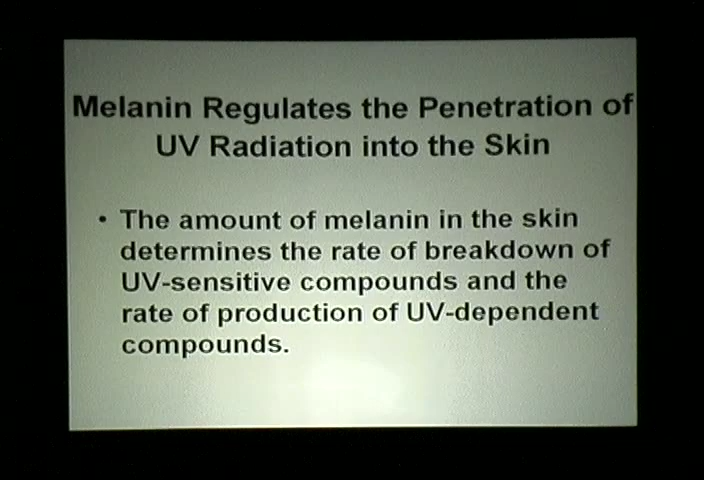 Melanin Regulates the Penetration of
UV Radiation into the Skin
• The amount of melanin in the skin
determines the rate of breakdown of
UV-sensitive compounds and the
rate of production of UV-dependent
compounds.